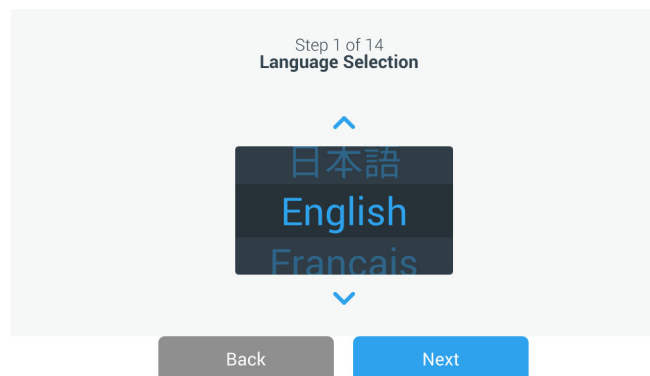 Step 1 of 14
Language Selection
日本語
English
Francais
Back
Next